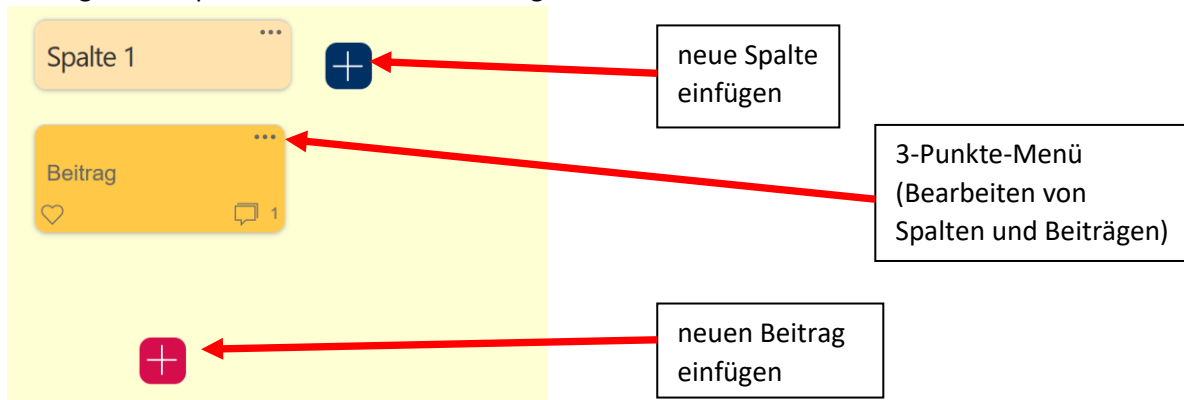 Spalte 1
neue Spalte
einfügen
3-Punkte-Menü
(Bearbeiten von
Spalten und Beiträgen)
Beitrag
1
neuen Beitrag
einfügen